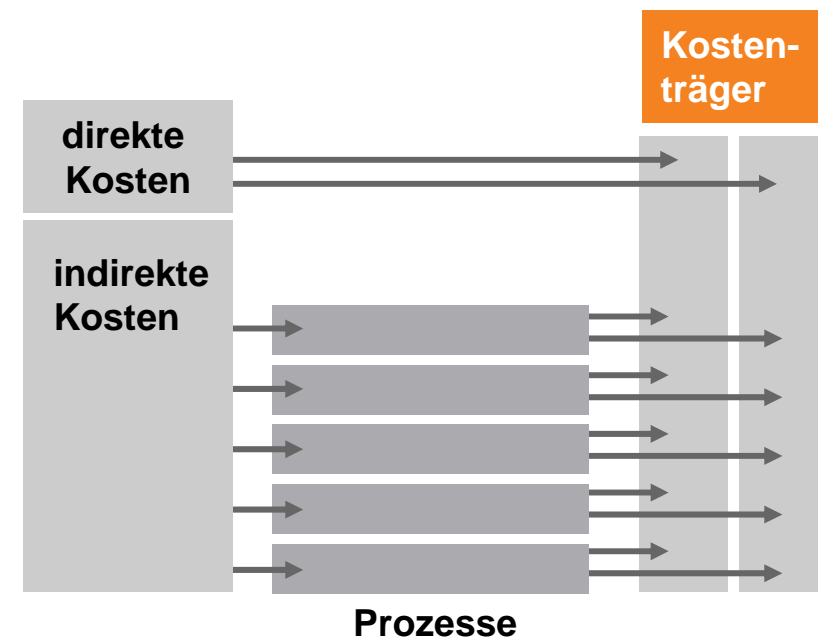 Kosten-
träger
direkte
Kosten
indirekte
Kosten
Prozesse